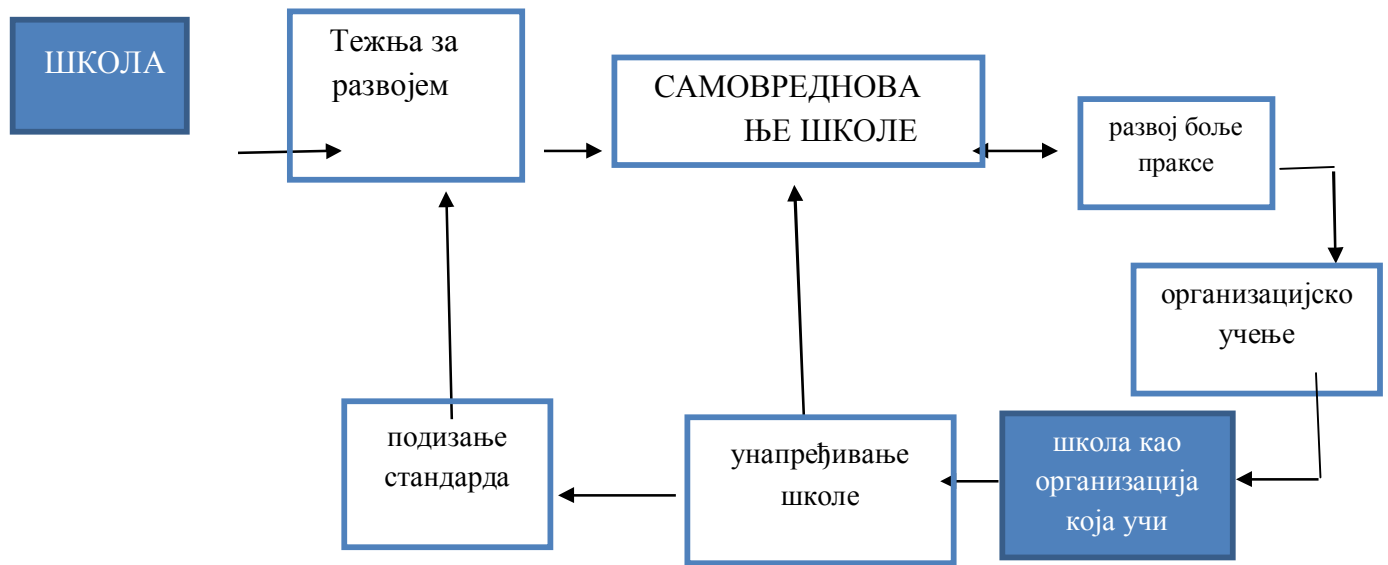 ШКОЛА
Тежња за
развојем
САМОВРЕДНОВА
ЊЕ ШКОЛЕ
развој боље
праксе
организацијско
учење
школа као
организација
која учи
унапређивање
школе
подизање
стандарда